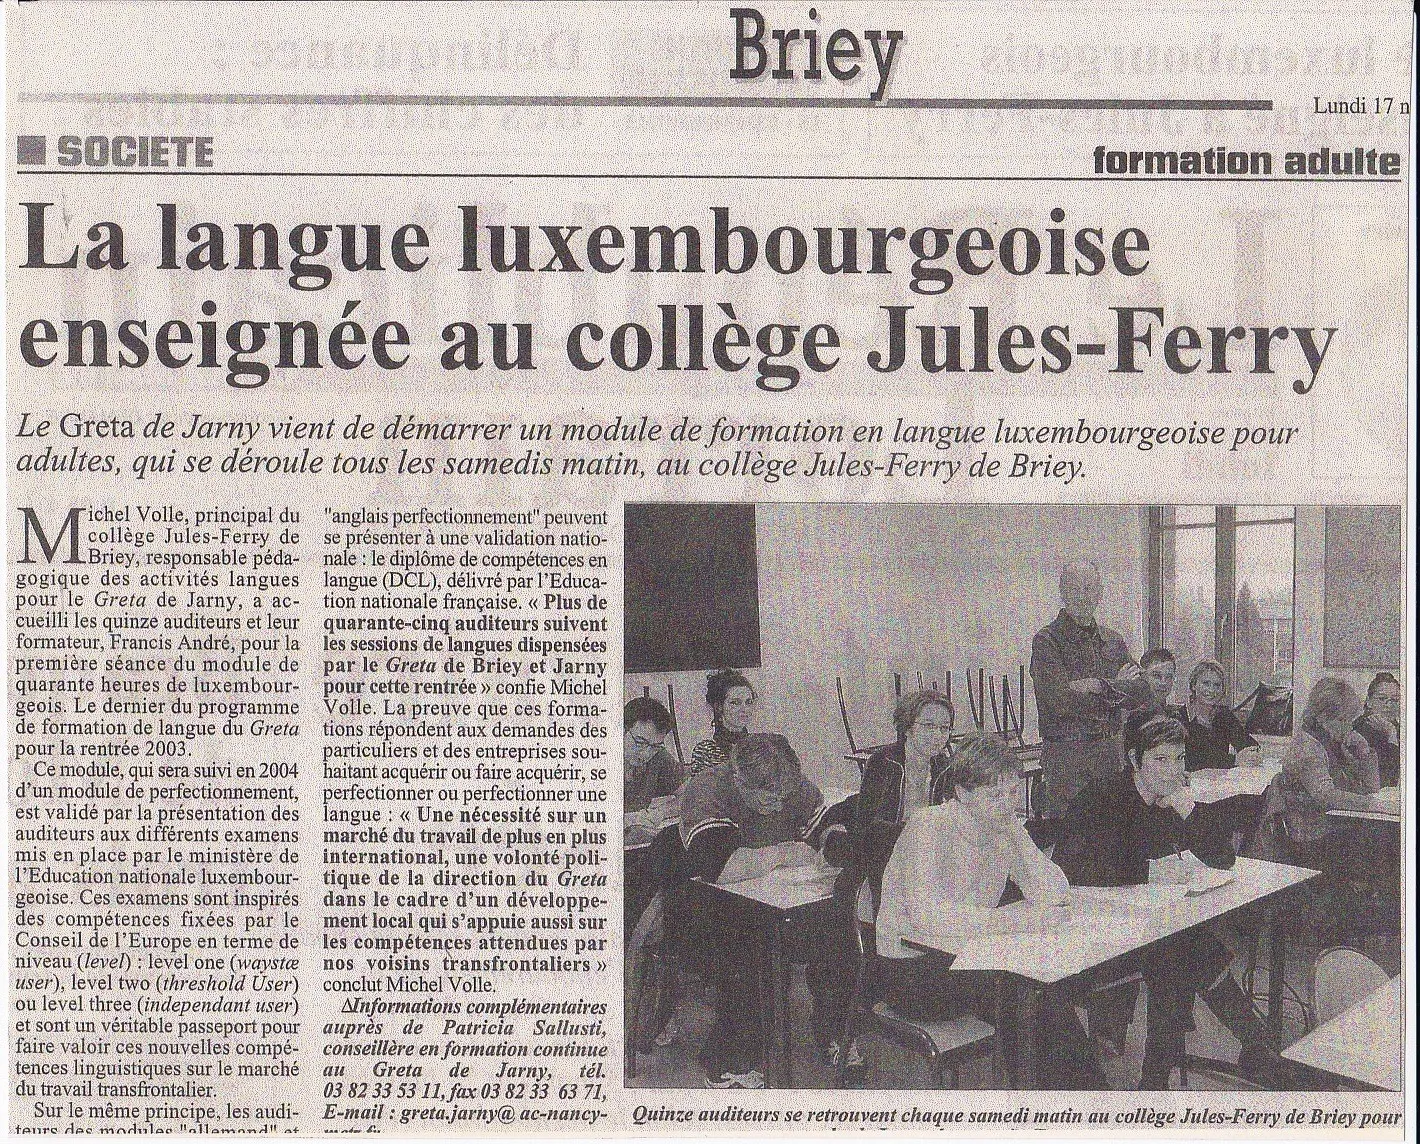 Briey
Lundi 17 n
SOCIETE
formation adulte
La langue luxembourgeoise
enseignée au collège Jules-Ferry
Le Greta de Jarny vient de démarrer un module de formation en langue luxembourgeoise pour
adultes, qui se déroule tous les samedis matin, au collège Jules-Ferry de Briey.
Michel Volle, principal du
collège Jules-Ferry de
Briey, responsable péda-
gogique des activités langues
pour le Greta de Jarny, a ac-
cueilli les quinze auditeurs et leur
formateur, Francis André, pour la
première séance du module de
quarante heures de luxembour-
geois. Le dernier du programme
de formation de langue du Greta
pour la rentrée 2003.
Ce module, qui sera suivi en 2004
d'un module de perfectionnement,
est validé par la présentation des
auditeurs aux différents examens
mis en place par le ministère de
l'Education nationale luxembour-
geoise. Ces examens sont inspirés
des compétences fixées par le
Conseil de l'Europe en terme de
niveau (level) : level one (waystæ
user), level two (threshold User)
ou level three (independant user)
et sont un véritable passeport pour
faire valoir ces nouvelles compé-
tences linguistiques sur le marché
du travail transfrontalier.
Sur le même principe, les audi-
teurs des modules "allemand" et
"anglais perfectionnement" peuvent
se présenter à une validation natio-
nale : le diplôme de compétences en
langue (DCL), délivré par l'Educa-
tion nationale française. « Plus de
quarante-cinq auditeurs suivent
les sessions de langues dispensées
par le Greta de Briey et Jarny
pour cette rentrée » confie Michel
Volle. La preuve que ces forma-
tions répondent aux demandes des
particuliers et des entreprises sou-
haitant acquérir ou faire acquérir, se
perfectionner ou perfectionner une
langue : « Une nécessité sur un
marché du travail de plus en plus
international, une volonté poli-
tique de la direction du Greta
dans le cadre d'un développe-
ment local qui s'appuie aussi sur
les compétences attendues par
nos voisins transfrontaliers »
conclut Michel Volle.
∆Informations complémentaires
auprès de Patricia Sallusti,
conseillère en formation continue
au Greta de Jarny, tél.
03 82 33 53 11, fax 03 82 33 63 71,
E-mail : greta.jarny@ ac-nancy-
Quinze auditeurs se retrouvent chaque samedi matin au collège Jules-Ferry de Briey pour